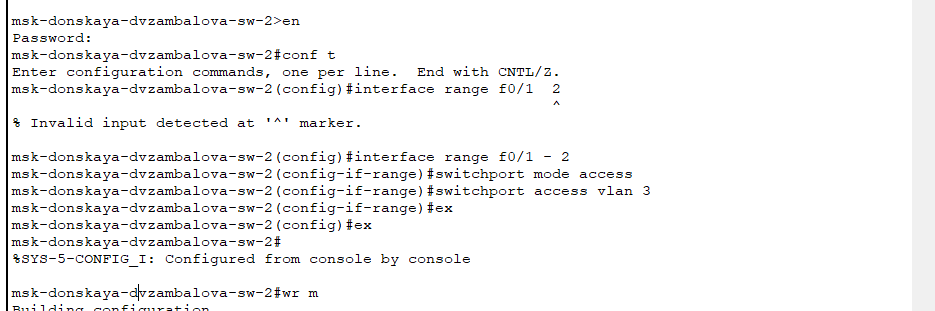 msk-donskaya-dvzambalova-sw-2>en
Password:
msk-donskaya-dvzambalova-sw-2#conf t
Enter configuration commands, one per line.  End with CNTL/Z.
msk-donskaya-dvzambalova-sw-2(config)#interface range f0/1  2
^
% Invalid input detected at '^' marker.
msk-donskaya-dvzambalova-sw-2(config)#interface range f0/1 - 2
msk-donskaya-dvzambalova-sw-2(config-if-range)#switchport mode access
msk-donskaya-dvzambalova-sw-2(config-if-range)#switchport access vlan 3
msk-donskaya-dvzambalova-sw-2(config-if-range)#ex
msk-donskaya-dvzambalova-sw-2(config)#ex
msk-donskaya-dvzambalova-sw-2#
%SYS-5-CONFIG_I: Configured from console by console
msk-donskaya-dvzambalova-sw-2#wr m
Building configuration